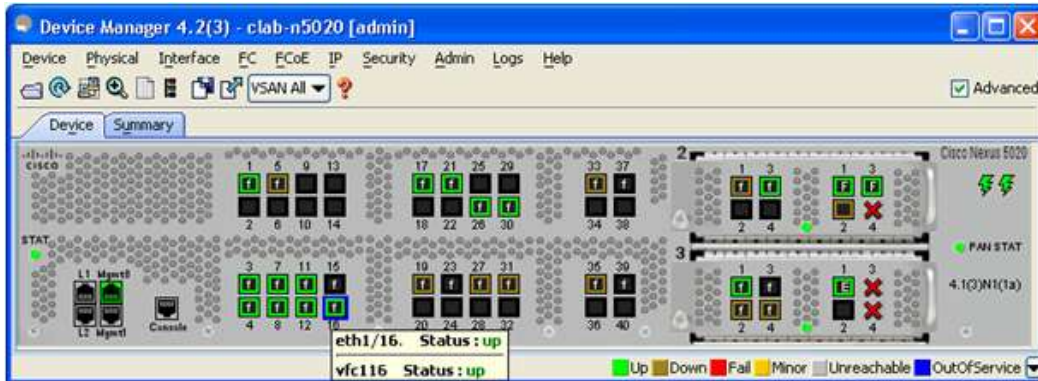 Device Manager 4.2(3) - clab-n5020 [admin]
Device Physical Interface FC FCoE IP Security Admin Logs Help
VSAN All Advanced
Device Summary
cisco Cisco Nexus 5020
1 5 9 13 17 21 25 29 33 37
2 6 10 14 18 22 26 30 34 38
2
1 3 1 3
f f F F
2 4 2 4
STAT
FAN STAT
3 7 11 15 19 23 27 31 35 39
4 8 12 16 20 24 28 32 36 40
3
1 3 1 3
f f E
2 4 2 4
4.1(3)N1(1a)
L1 Mgmt0
L2 Mgmt1 Console
eth1/16. Status : up
vfc116 Status : up
Up Down Fail Minor Unreachable OutOfService